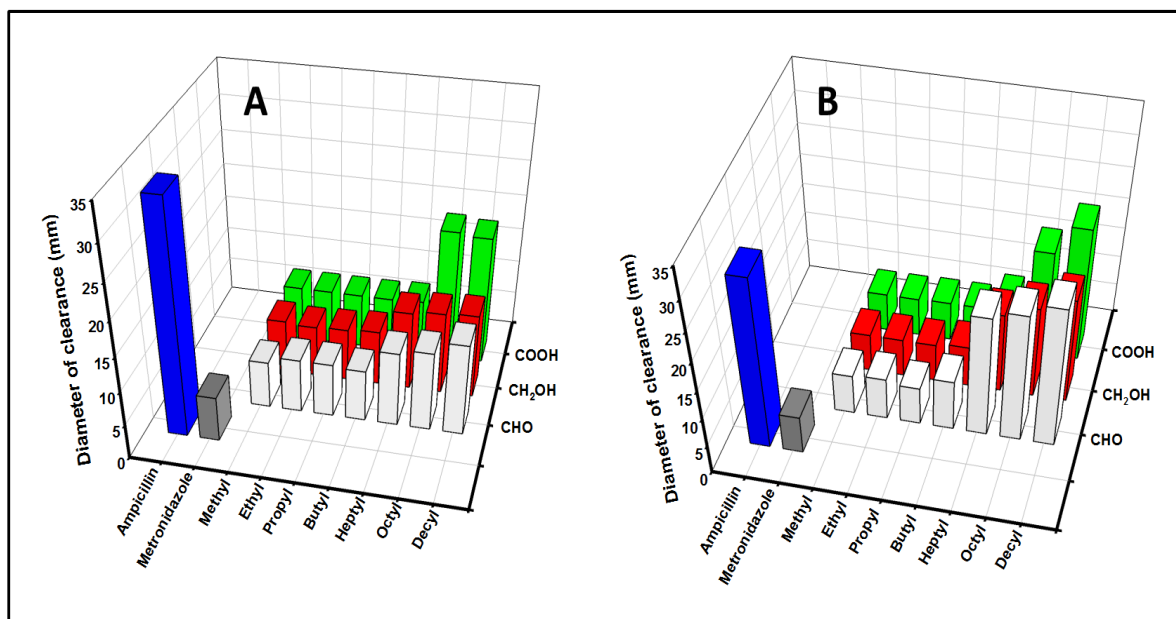 A
Diameter of clearance (mm)
35
30
25
20
15
10
5
0
Ampicillin
Metronidazole
Methyl
Ethyl
Propyl
Butyl
Heptyl
Octyl
Decyl
COOH
CH₂OH
CHO
B
Diameter of clearance (mm)
35
30
25
20
15
10
5
0
Ampicillin
Metronidazole
Methyl
Ethyl
Propyl
Butyl
Heptyl
Octyl
Decyl
COOH
CH₂OH
CHO